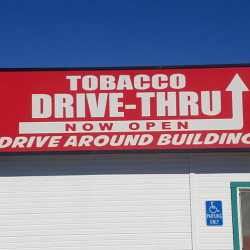 TOBACCO
DRIVE-THRU
NOW OPEN
DRIVE AROUND BUILDING
PARKING
ONLY